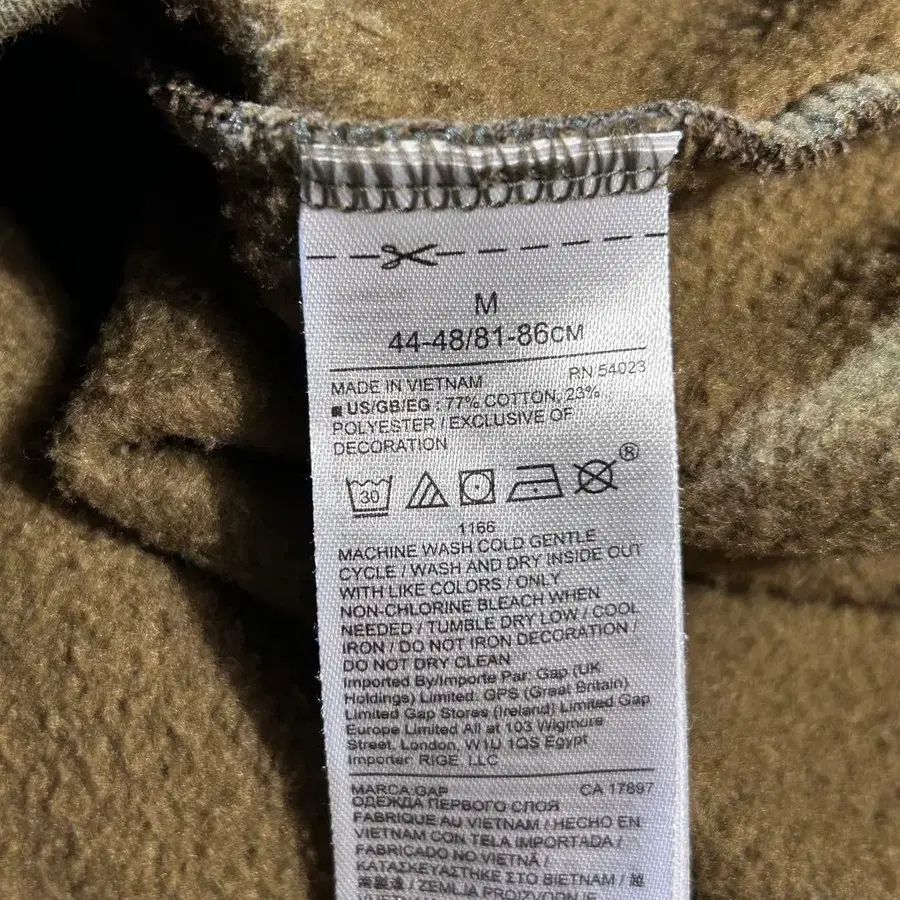 M
44-48/81-86CM
MADE IN VIETNAM RN 54023
US/GB/EG : 77% COTTON, 23%
POLYESTER / EXCLUSIVE OF
DECORATION
30
®
1166
MACHINE WASH COLD GENTLE
CYCLE / WASH AND DRY INSIDE OUT
WITH LIKE COLORS / ONLY
NON-CHLORINE BLEACH WHEN
NEEDED / TUMBLE DRY LOW / COOL
IRON / DO NOT IRON DECORATION /
DO NOT DRY CLEAN
Imported By/Importe Par: Gap (UK
Holdings) Limited. GPS (Great Britain)
Limited Gap Stores (Ireland) Limited Gap
Europe Limited All at 103 Wigmore
Street, London, W1U 1QS Egypt
Importer: RIGE, LLC
MARCA:GAP CA 17897
ОДЕЖДА ПЕРВОГО СЛОЯ
FABRIQUE AU VIETNAM / HECHO EN
VIETNAM CON TELA IMPORTADA /
FABRICADO NO VIETNÃ /
ΚΑΤΑΣΚΕΥΑΣΤΗΚΕ ΣΤΟ ΒΙΕΤΝΑΜ / 越
南製造 / ZEMLJA PROIZVODNJE